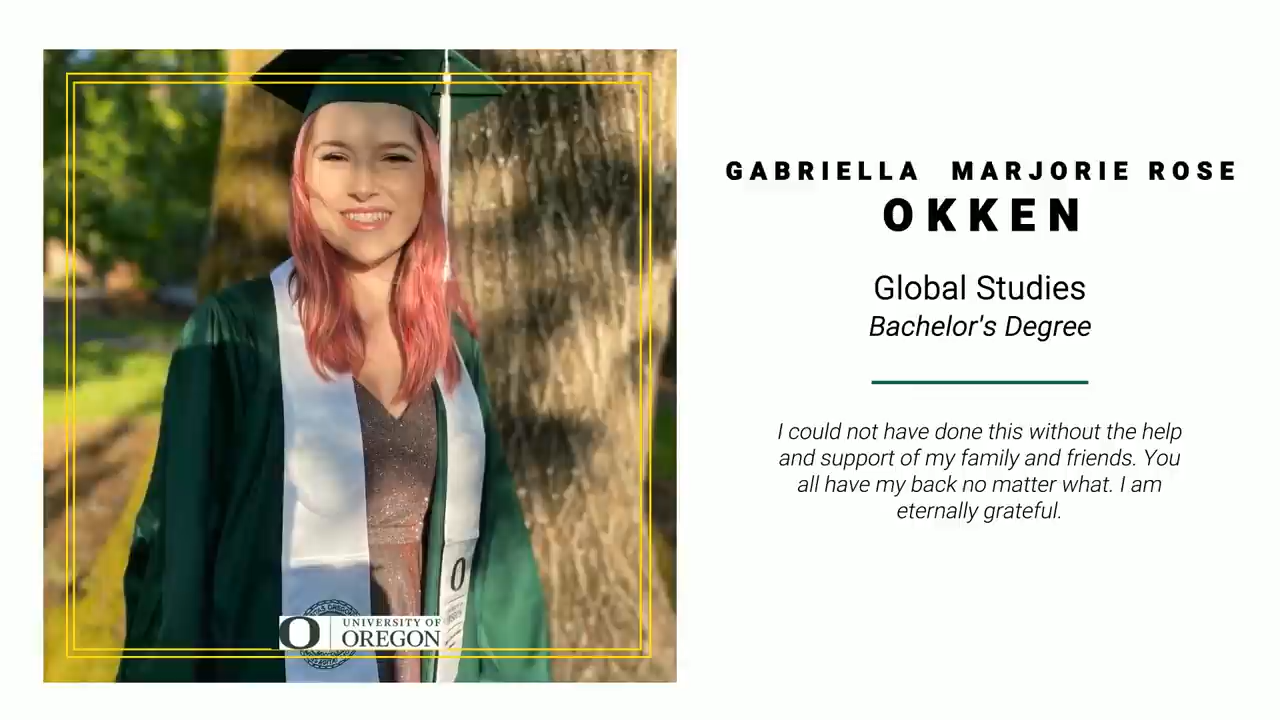 GABRIELLA MARJORIE ROSE
OKKEN
Global Studies
Bachelor's Degree
I could not have done this without the help
and support of my family and friends. You
all have my back no matter what. I am
eternally grateful.
O
UNIVERSITY OF
OREGON